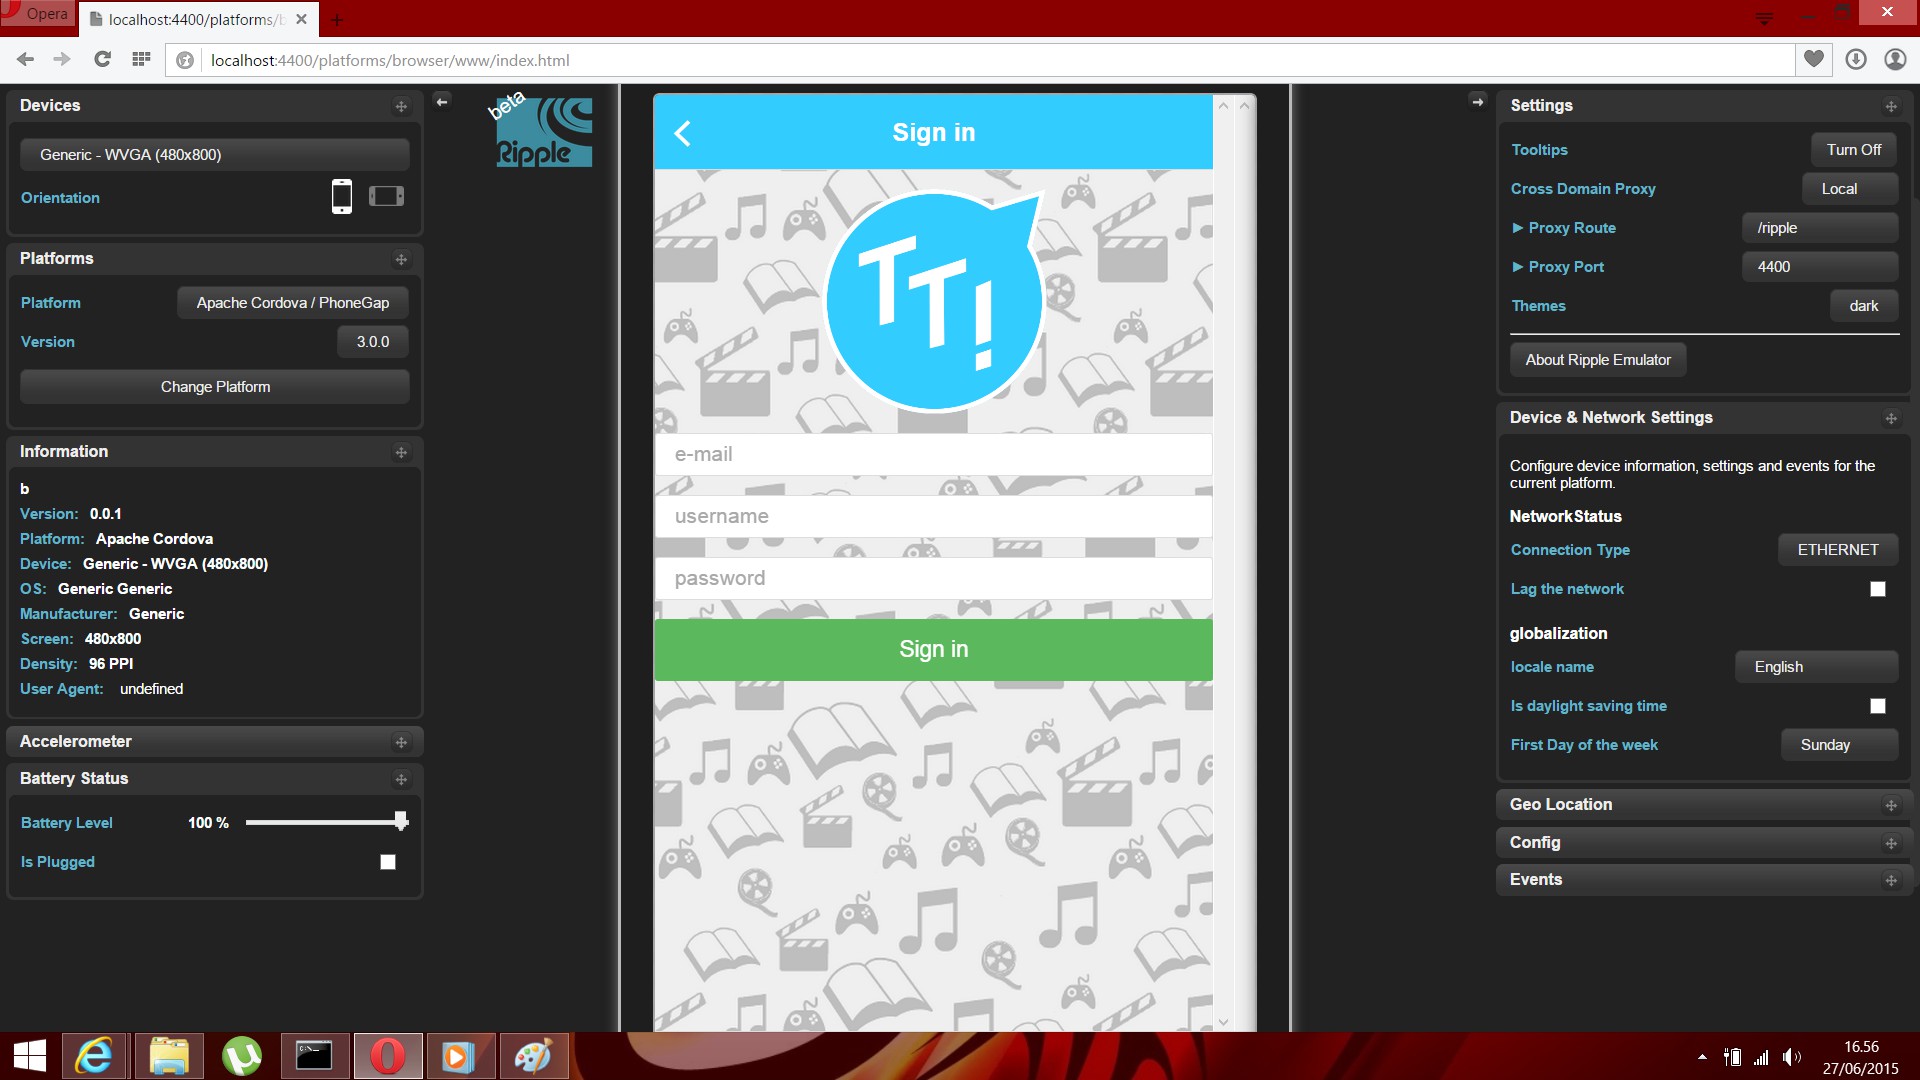 Opera
localhost:4400/platforms/b
localhost:4400/platforms/browser/www/index.html
Devices
Generic - WVGA (480x800)
Orientation
Platforms
Platform
Apache Cordova / PhoneGap
Version
3.0.0
Change Platform
Information
b
Version: 0.0.1
Platform: Apache Cordova
Device: Generic - WVGA (480x800)
OS: Generic Generic
Manufacturer: Generic
Screen: 480x800
Density: 96 PPI
User Agent: undefined
Accelerometer
Battery Status
Battery Level 100 %
Is Plugged
beta
Ripple
Sign in
TT!
e-mail
username
password
Sign in
Settings
Tooltips Turn Off
Cross Domain Proxy Local
Proxy Route /ripple
Proxy Port 4400
Themes dark
About Ripple Emulator
Device & Network Settings
Configure device information, settings and events for the
current platform.
NetworkStatus
Connection Type ETHERNET
Lag the network
globalization
locale name English
Is daylight saving time
First Day of the week Sunday
Geo Location
Config
Events
16.56
27/06/2015